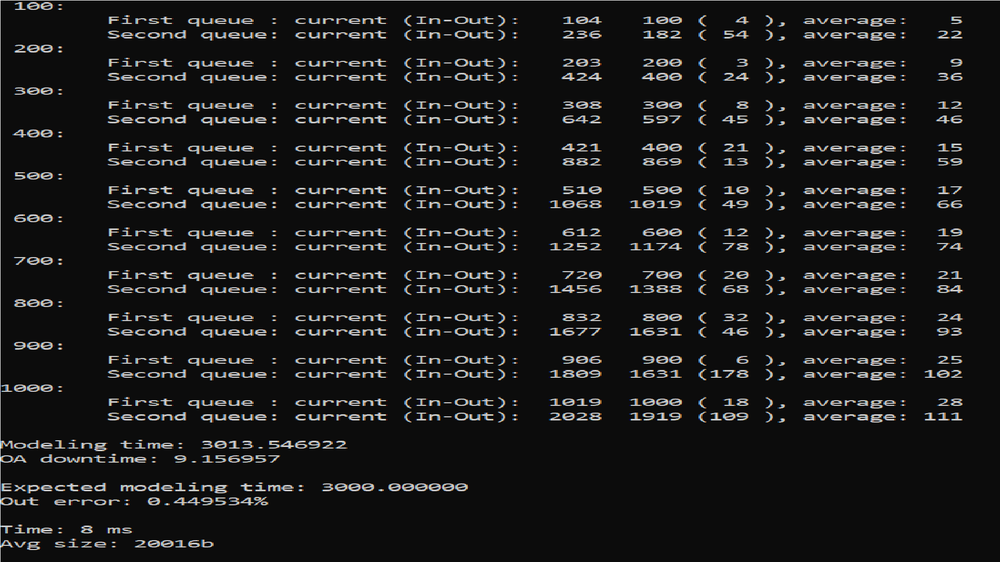 100:
First queue : current (In-Out): 104 100 ( 4 ), average: 5
Second queue: current (In-Out): 236 182 ( 54 ), average: 22
200:
First queue : current (In-Out): 203 200 ( 3 ), average: 9
Second queue: current (In-Out): 424 400 ( 24 ), average: 36
300:
First queue : current (In-Out): 308 300 ( 8 ), average: 12
Second queue: current (In-Out): 642 597 ( 45 ), average: 46
400:
First queue : current (In-Out): 421 400 ( 21 ), average: 15
Second queue: current (In-Out): 882 869 ( 13 ), average: 59
500:
First queue : current (In-Out): 510 500 ( 10 ), average: 17
Second queue: current (In-Out): 1068 1019 ( 49 ), average: 66
600:
First queue : current (In-Out): 612 600 ( 12 ), average: 19
Second queue: current (In-Out): 1252 1174 ( 78 ), average: 74
700:
First queue : current (In-Out): 720 700 ( 20 ), average: 21
Second queue: current (In-Out): 1456 1388 ( 68 ), average: 84
800:
First queue : current (In-Out): 832 800 ( 32 ), average: 24
Second queue: current (In-Out): 1677 1631 ( 46 ), average: 93
900:
First queue : current (In-Out): 906 900 ( 6 ), average: 25
Second queue: current (In-Out): 1809 1631 (178 ), average: 102
1000:
First queue : current (In-Out): 1019 1000 ( 18 ), average: 28
Second queue: current (In-Out): 2028 1919 (109 ), average: 111
Modeling time: 3013.546922
OA downtime: 9.156957
Expected modeling time: 3000.000000
Out error: 0.449534%
Time: 8 ms
Avg size: 20016b